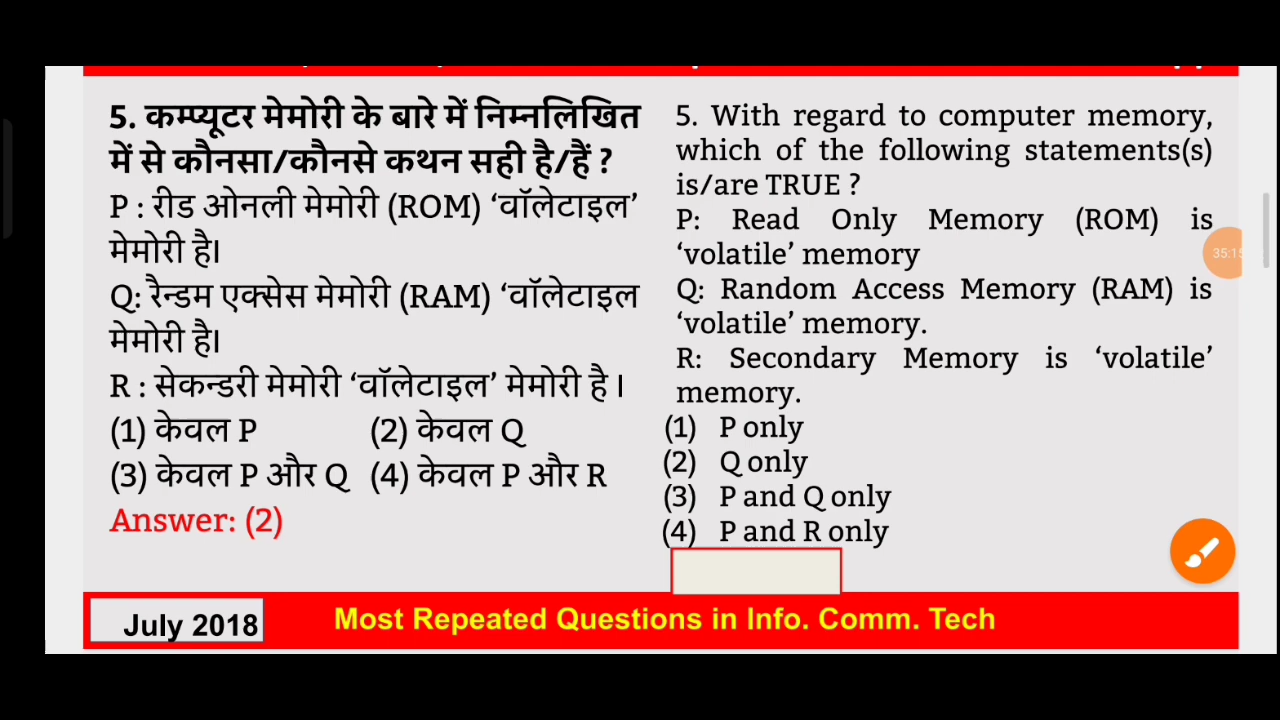 5. कम्प्यूटर मेमोरी के बारे में निम्नलिखित
में से कौनसा/कौनसे कथन सही है/हैं ?
P : रीड ओनली मेमोरी (ROM) ‘वॉलेटाइल’
मेमोरी है।
Q: रैन्डम एक्सेस मेमोरी (RAM) ‘वॉलेटाइल
मेमोरी है।
R : सेकन्डरी मेमोरी ‘वॉलेटाइल’ मेमोरी है ।
(1) केवल P (2) केवल Q
(3) केवल P और Q (4) केवल P और R
Answer: (2)
5. With regard to computer memory,
which of the following statements(s)
is/are TRUE ?
P: Read Only Memory (ROM) is
‘volatile’ memory
Q: Random Access Memory (RAM) is
‘volatile’ memory.
R: Secondary Memory is ‘volatile’
memory.
(1) P only
(2) Q only
(3) P and Q only
(4) P and R only
35:15
July 2018
Most Repeated Questions in Info. Comm. Tech